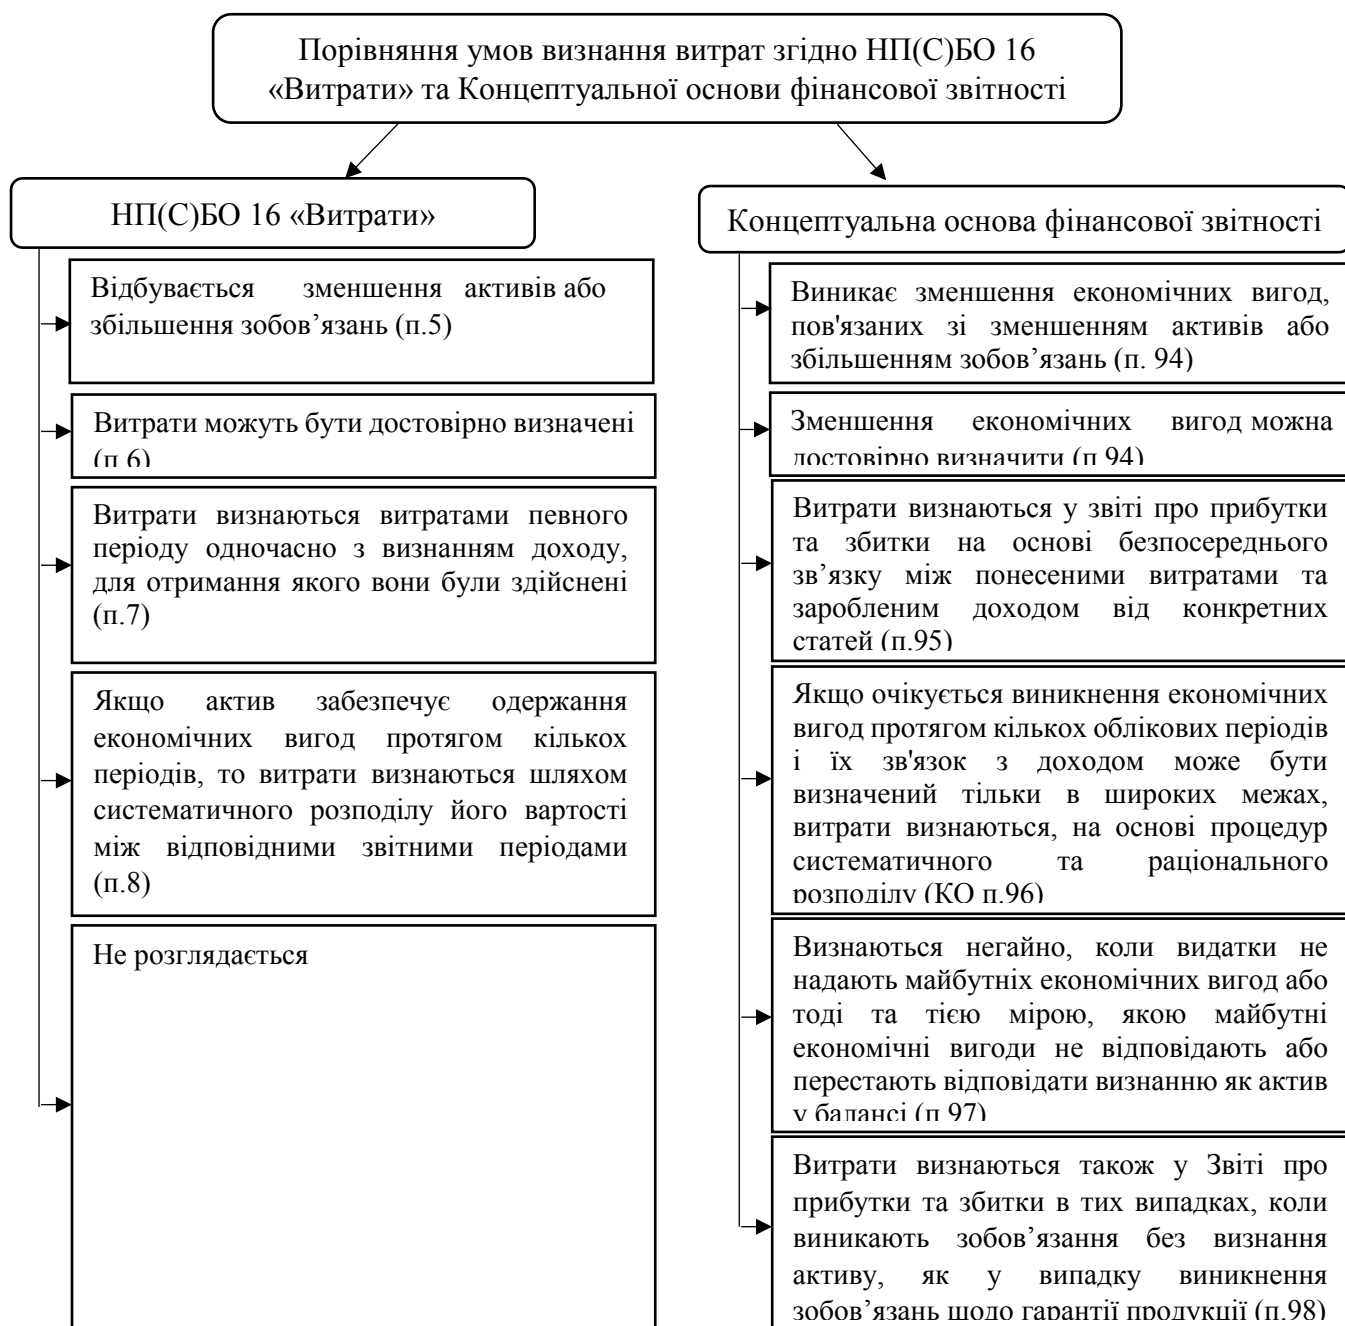 Порівняння умов визнання витрат згідно НП(С)БО 16
«Витрати» та Концептуальної основи фінансової звітності
НП(С)БО 16 «Витрати»
Відбувається зменшення активів або
збільшення зобов’язань (п.5)
Витрати можуть бути достовірно визначені
(п.6)
Витрати визнаються витратами певного
періоду одночасно з визнанням доходу,
для отримання якого вони були здійснені
(п.7)
Якщо актив забезпечує одержання
економічних вигод протягом кількох
періодів, то витрати визнаються шляхом
систематичного розподілу його вартості
між відповідними звітними періодами
(п.8)
Не розглядається
Концептуальна основа фінансової звітності
Виникає зменшення економічних вигод,
пов'язаних зі зменшенням активів або
збільшенням зобов’язань (п. 94)
Зменшення економічних вигод можна
достовірно визначити (п.94)
Витрати визнаються у звіті про прибутки
та збитки на основі безпосереднього
зв’язку між понесеними витратами та
заробленим доходом від конкретних
статей (п.95)
Якщо очікується виникнення економічних
вигод протягом кількох облікових періодів
і їх зв'язок з доходом може бути
визначений тільки в широких межах,
витрати визнаються, на основі процедур
систематичного та раціонального
розподілу (КО п.96)
Визнаються негайно, коли видатки не
надають майбутніх економічних вигод або
тоді та тією мірою, якою майбутні
економічні вигоди не відповідають або
перестають відповідати визнанню як актив
у балансі (п.97)
Витрати визнаються також у Звіті про
прибутки та збитки в тих випадках, коли
виникають зобов’язання без визнання
активу, як у випадку виникнення
зобов’язань щодо гарантії продукції (п.98)